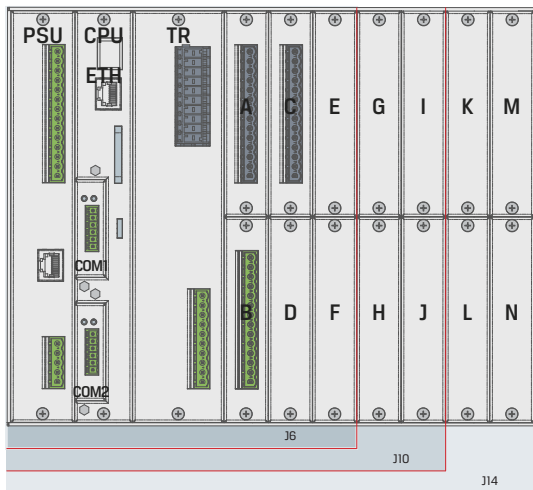 PSU CPU TR
ETH
A C E G I K M
COM1
B D F H J L N
COM2
J6
J10
J14